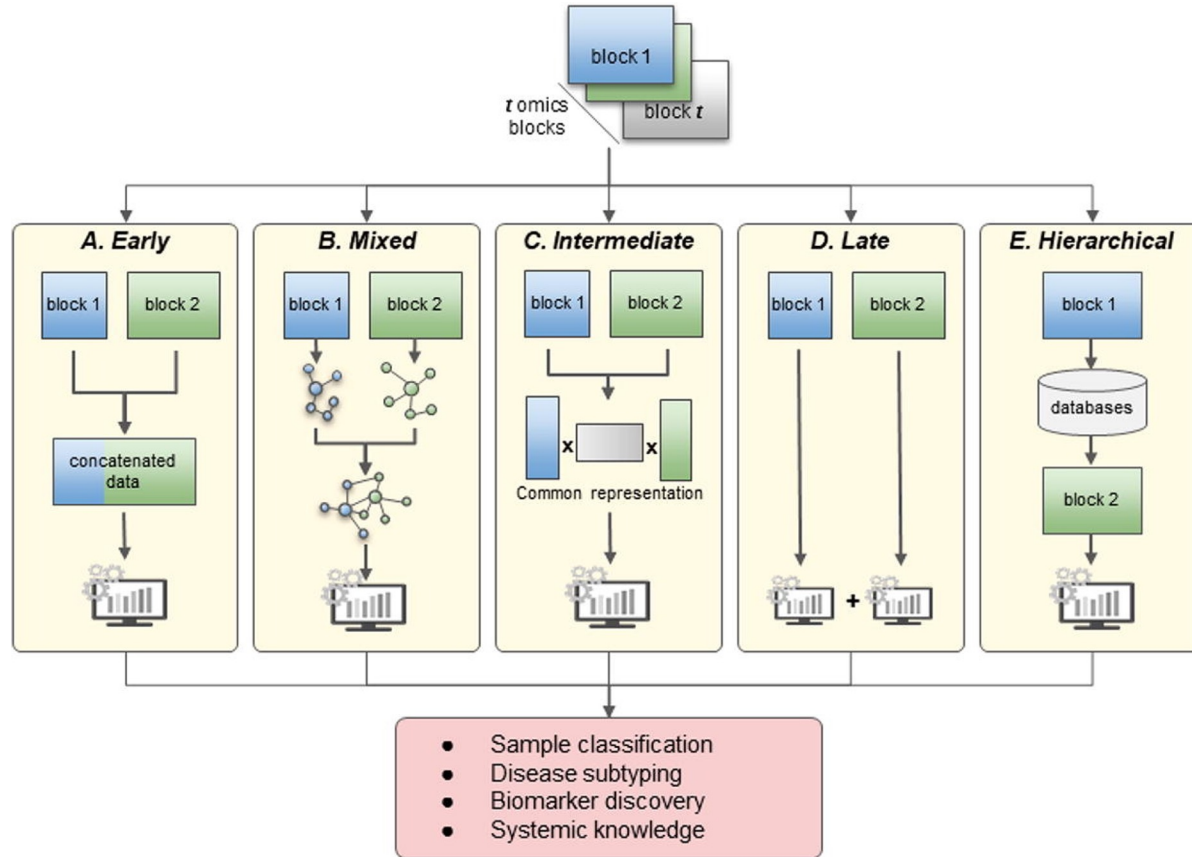 block 1
t omics
blocks
block t
A. Early
block 1
block 2
concatenated
data
B. Mixed
block 1
block 2
C. Intermediate
block 1
block 2
x
x
Common representation
D. Late
block 1
block 2
+
E. Hierarchical
block 1
databases
block 2
● Sample classification
● Disease subtyping
● Biomarker discovery
● Systemic knowledge